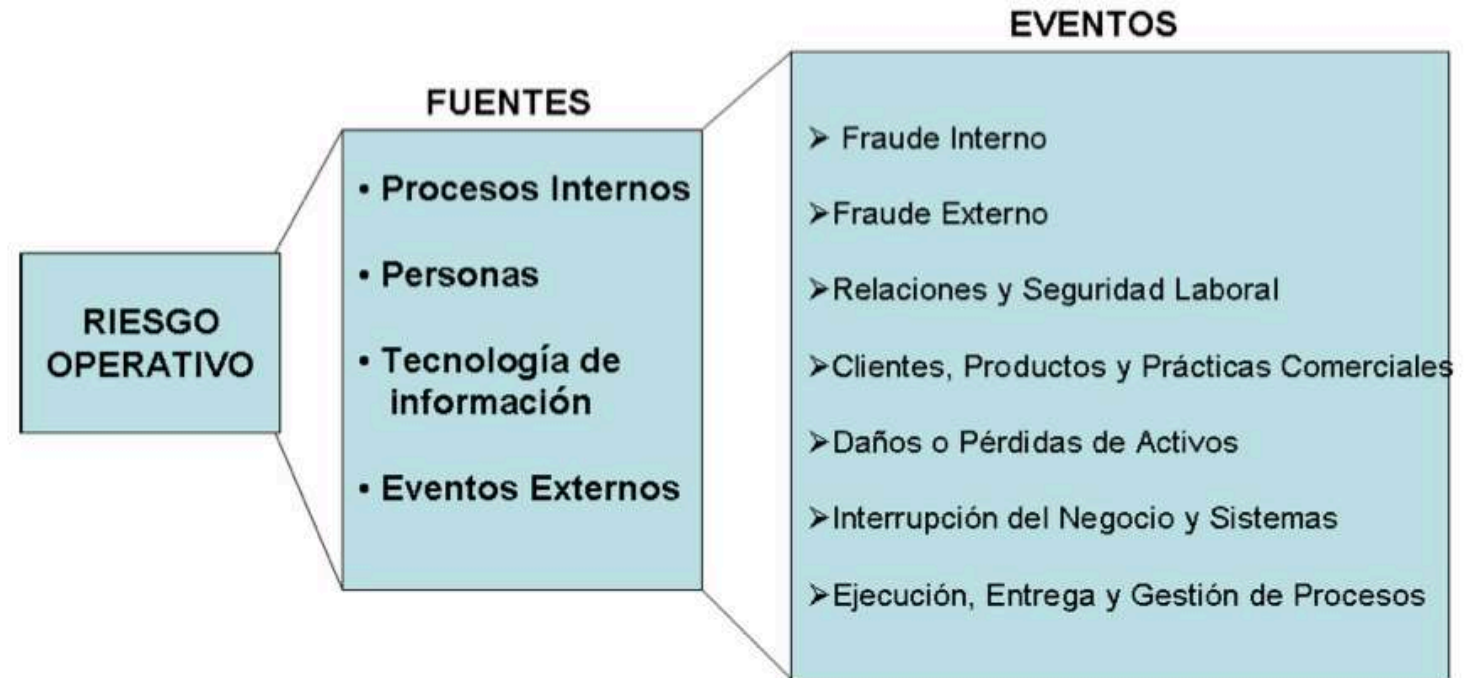 EVENTOS
FUENTES
RIESGO
OPERATIVO
• Procesos Internos
• Personas
• Tecnología de
información
• Eventos Externos
➢ Fraude Interno
➢Fraude Externo
➢Relaciones y Seguridad Laboral
➢Clientes, Productos y Prácticas Comerciales
➢Daños o Pérdidas de Activos
➢Interrupción del Negocio y Sistemas
➢Ejecución, Entrega y Gestión de Procesos